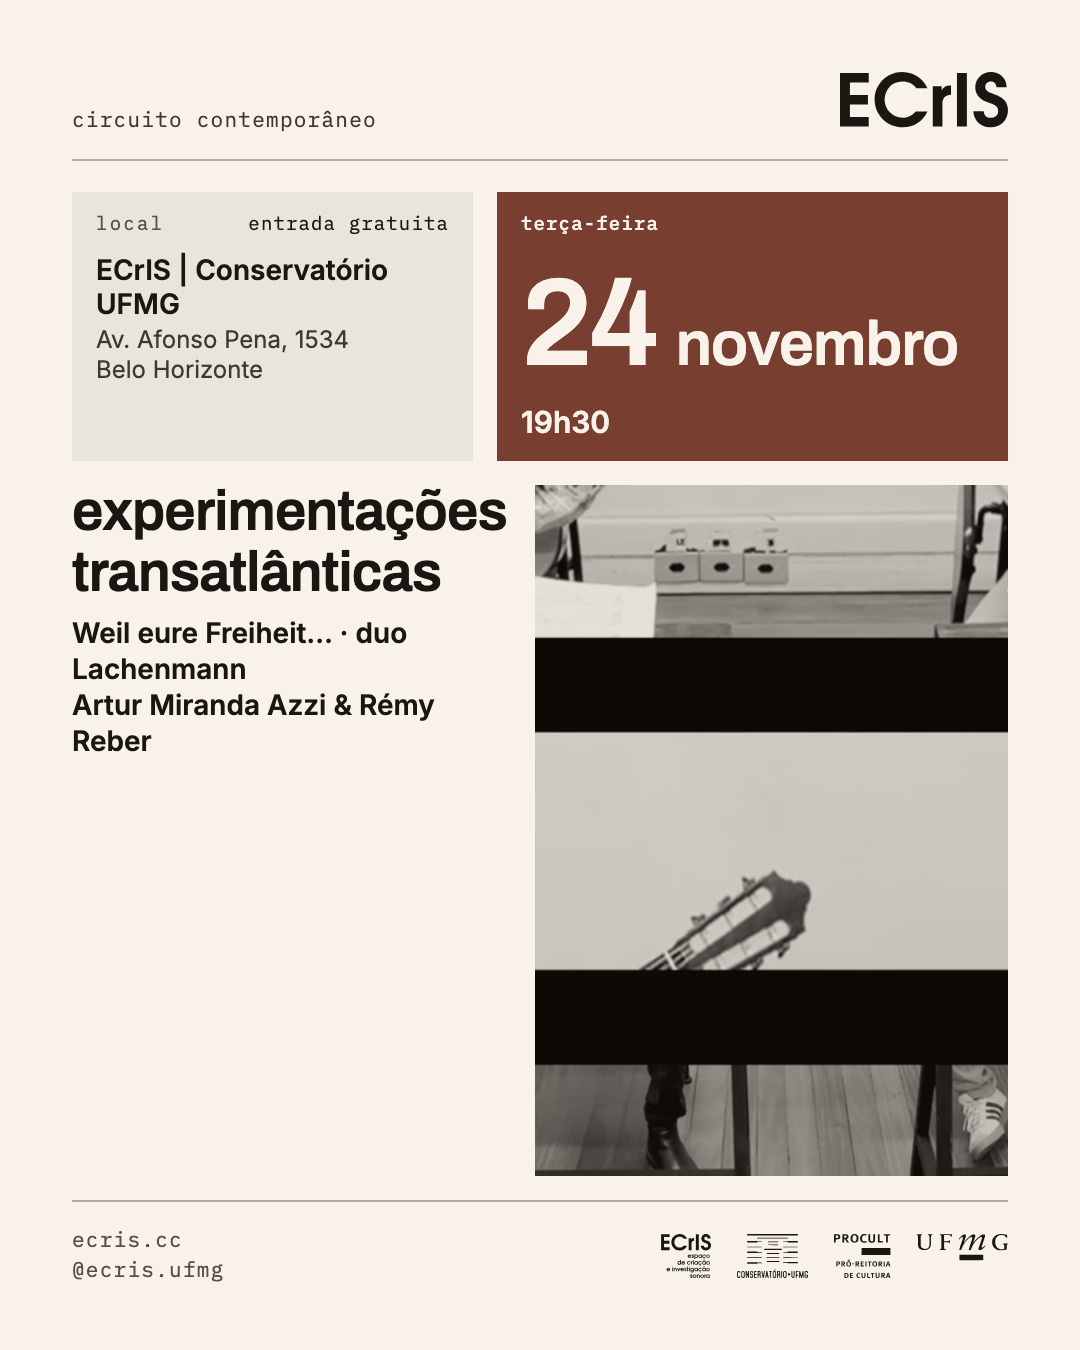 circuito contemporâneo
ECrIS
local
entrada gratuita
ECrIS | Conservatório
UFMG
Av. Afonso Pena, 1534
Belo Horizonte
terça-feira
24 novembro
19h30
experimentações
transatlânticas
Weil eure Freiheit... · duo
Lachenmann
Artur Miranda Azzi & Rémy
Reber
ecris.cc
@ecris.ufmg
ECrIS
espaço
de criação
e investigação
sonora
CONSERVATÓRIO•UFMG
PROCULT
PRÓ-REITORIA
DE CULTURA
UFmG